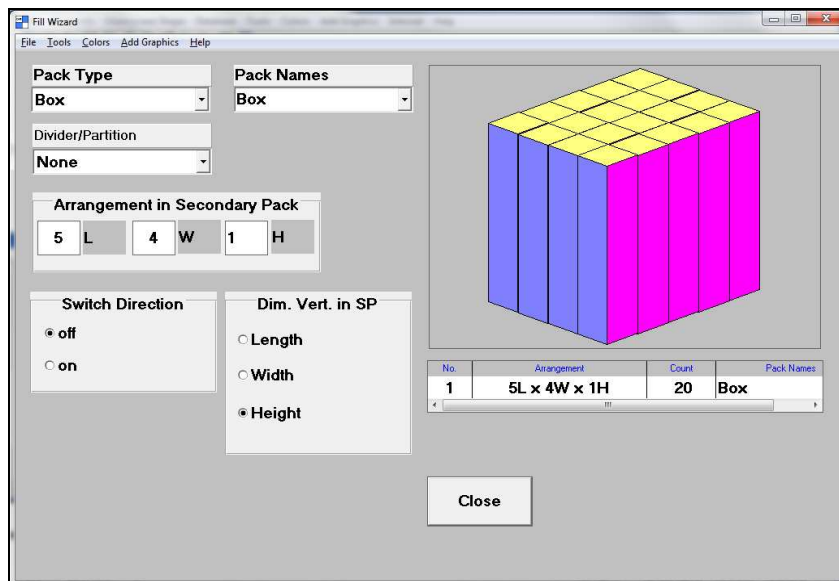 Fill Wizard
File Tools Colors Add Graphics Help
Pack Type
Box
Pack Names
Box
Divider/Partition
None
Arrangement in Secondary Pack
5 L 4 W 1 H
Switch Direction
off
on
Dim. Vert. in SP
Length
Width
Height
No. Arrangement Count Pack Names
1 5L x 4W x 1H 20 Box
Close